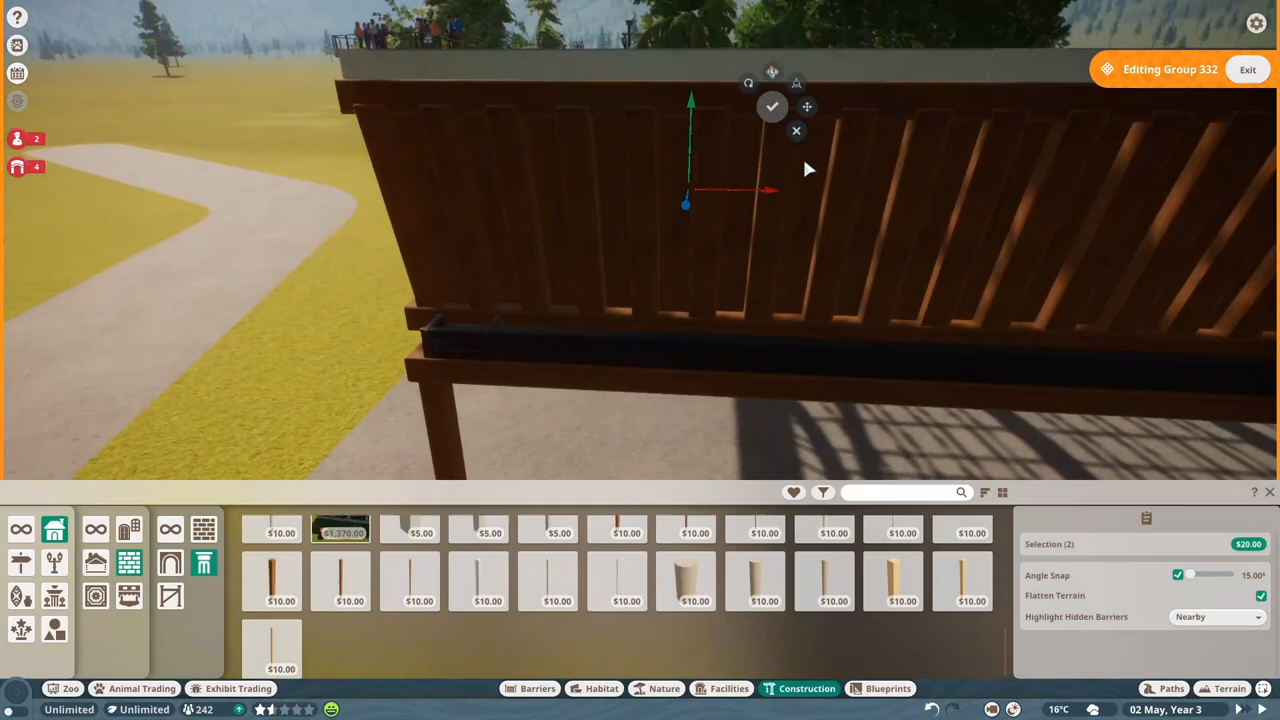 ?
Editing Group 332
Exit
2
4
? ×
$10.00
$1,370.00
$5.00
$5.00
$5.00
$10.00
$10.00
$10.00
$10.00
$10.00
$10.00
Selection (2)
$20.00
$10.00
$10.00
$10.00
$10.00
$10.00
$10.00
$10.00
$10.00
$10.00
$10.00
$10.00
Angle Snap
15.00°
Flatten Terrain
Highlight Hidden Barriers
Nearby
$10.00
Zoo
Animal Trading
Exhibit Trading
Barriers
Habitat
Nature
Facilities
Construction
Blueprints
Paths
Terrain
Unlimited
Unlimited
242
16°C
02 May, Year 3